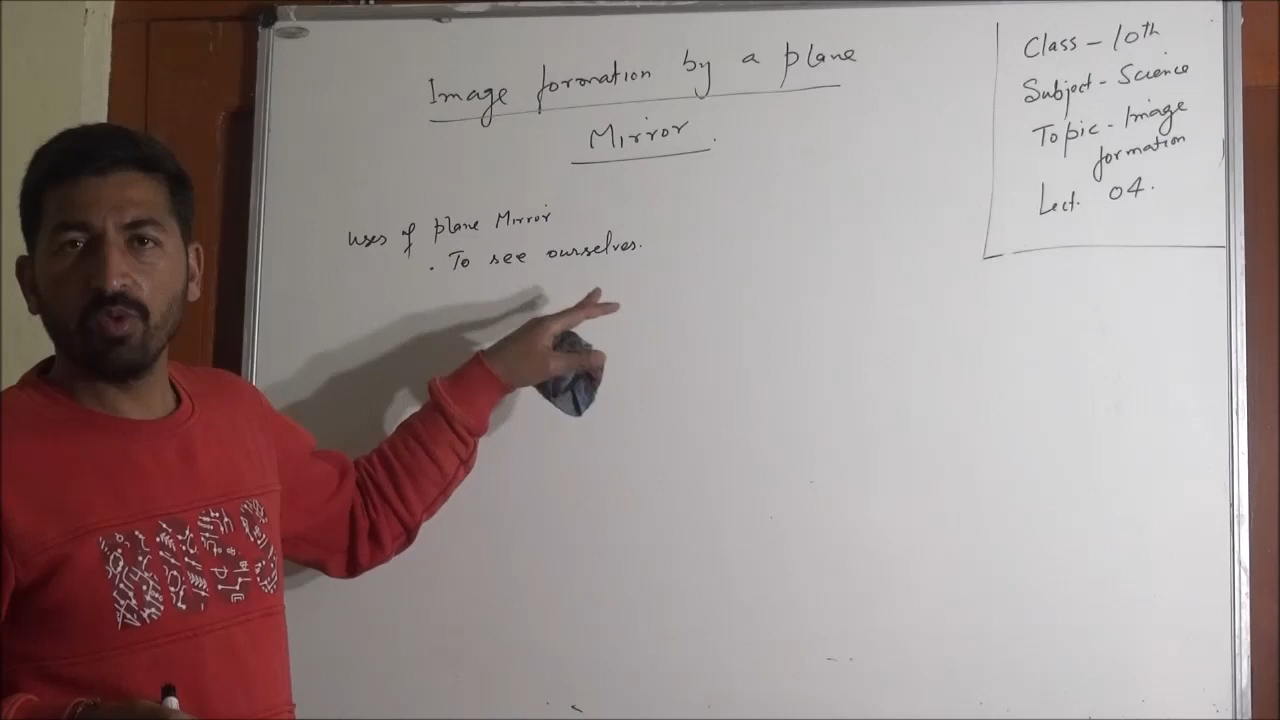 Image formation by a plane
Mirror.
uses of plane Mirror
. To see ourselves.
Class - 10th
Subject - Science
Topic - Image
formation
Lect. 04.